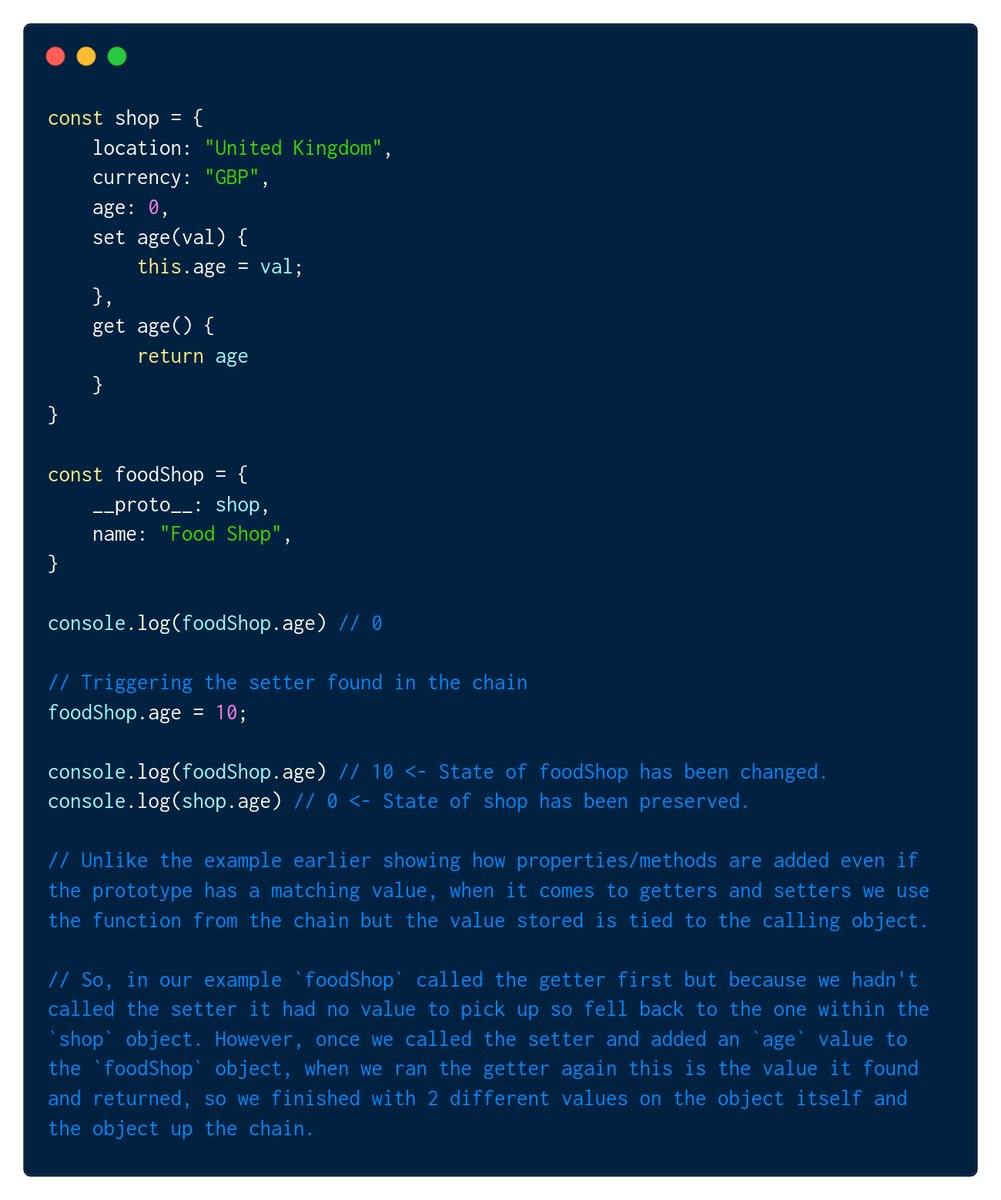 const shop = {
    location: "United Kingdom",
    currency: "GBP",
    age: 0,
    set age(val) {
        this.age = val;
    },
    get age() {
        return age
    }
}

const foodShop = {
    __proto__: shop,
    name: "Food Shop",
}

console.log(foodShop.age) // 0

// Triggering the setter found in the chain
foodShop.age = 10;

console.log(foodShop.age) // 10 <- State of foodShop has been changed.
console.log(shop.age) // 0 <- State of shop has been preserved.

// Unlike the example earlier showing how properties/methods are added even if
the prototype has a matching value, when it comes to getters and setters we use
the function from the chain but the value stored is tied to the calling object.

// So, in our example `foodShop` called the getter first but because we hadn't
called the setter it had no value to pick up so fell back to the one within the
`shop` object. However, once we called the setter and added an `age` value to
the `foodShop` object, when we ran the getter again this is the value it found
and returned, so we finished with 2 different values on the object itself and
the object up the chain.